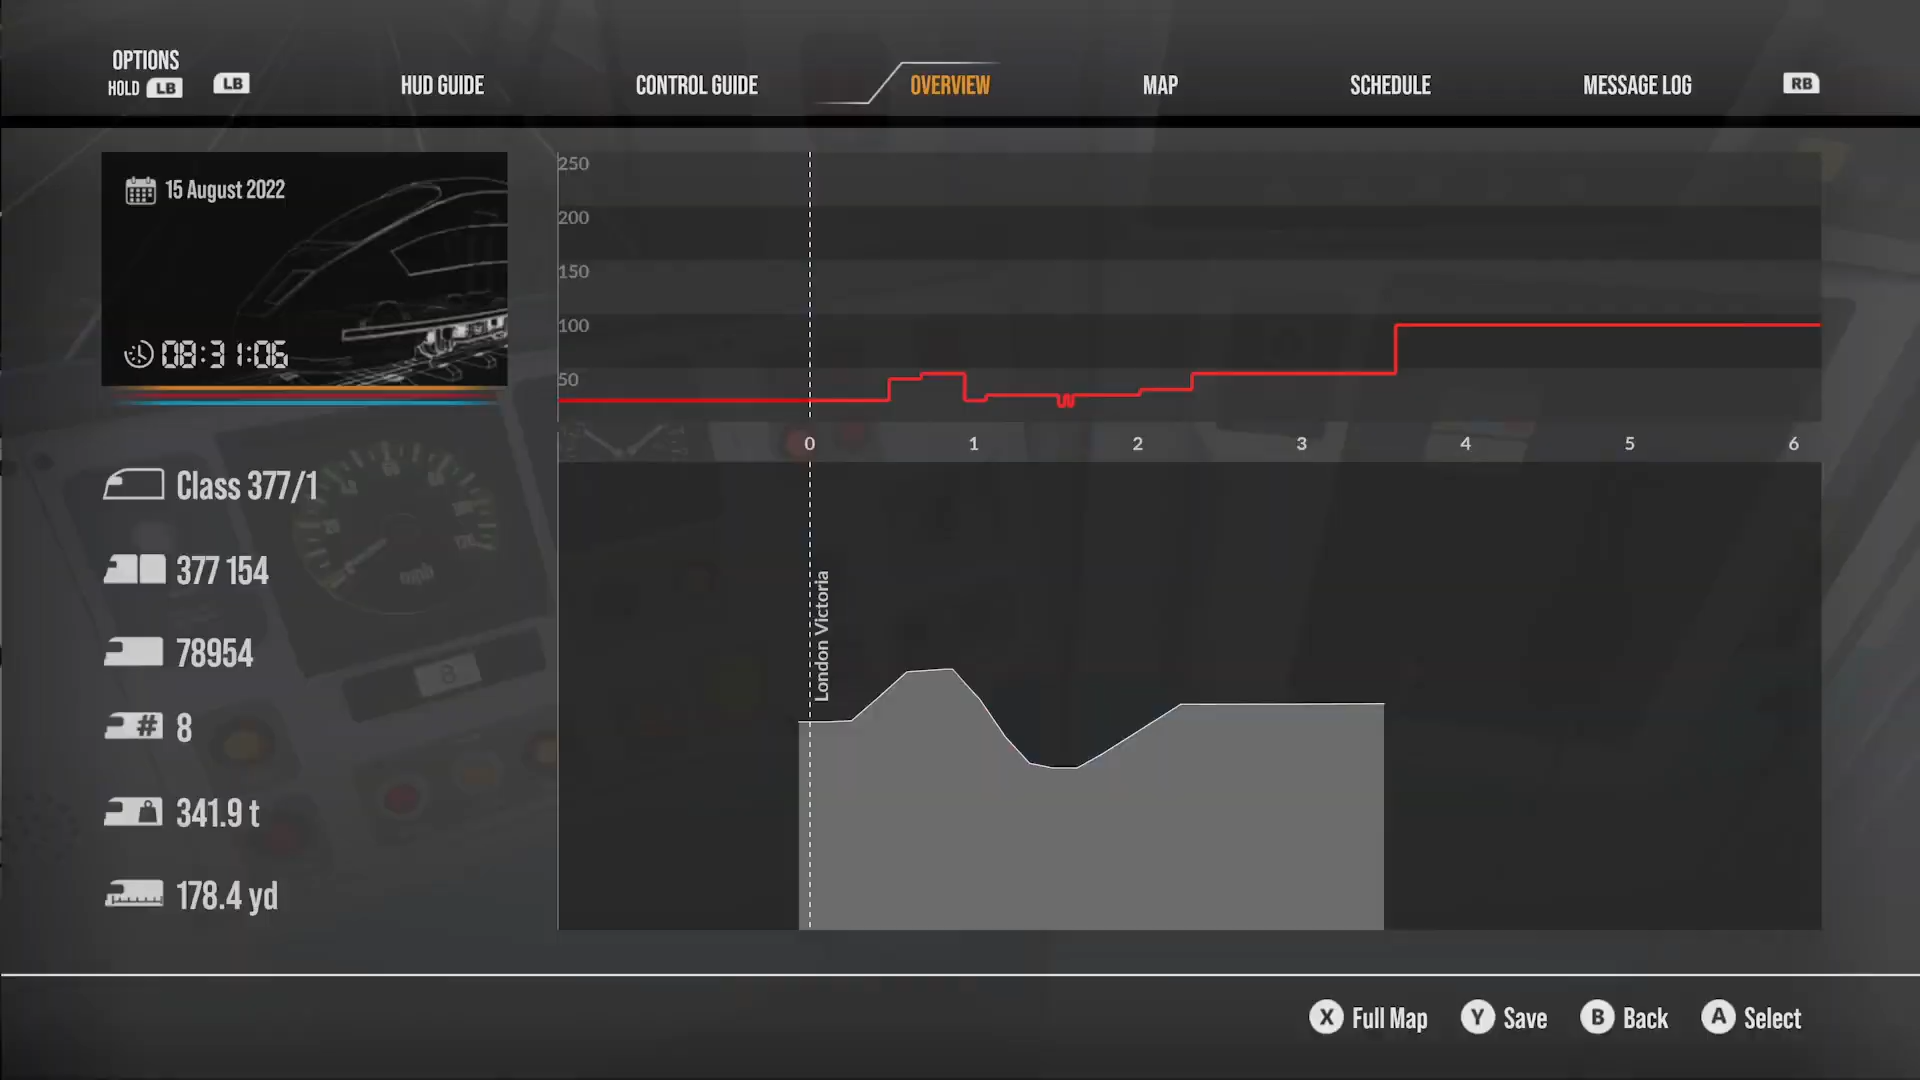 OPTIONS
HOLD LB
LB
HUD GUIDE
CONTROL GUIDE
OVERVIEW
MAP
SCHEDULE
MESSAGE LOG
RB
15 August 2022
08:31:06
Class 377/1
377 154
78954
# 8
341.9 t
178.4 yd
250
200
150
100
50
0 1 2 3 4 5 6
London Victoria
X Full Map
Y Save
B Back
A Select